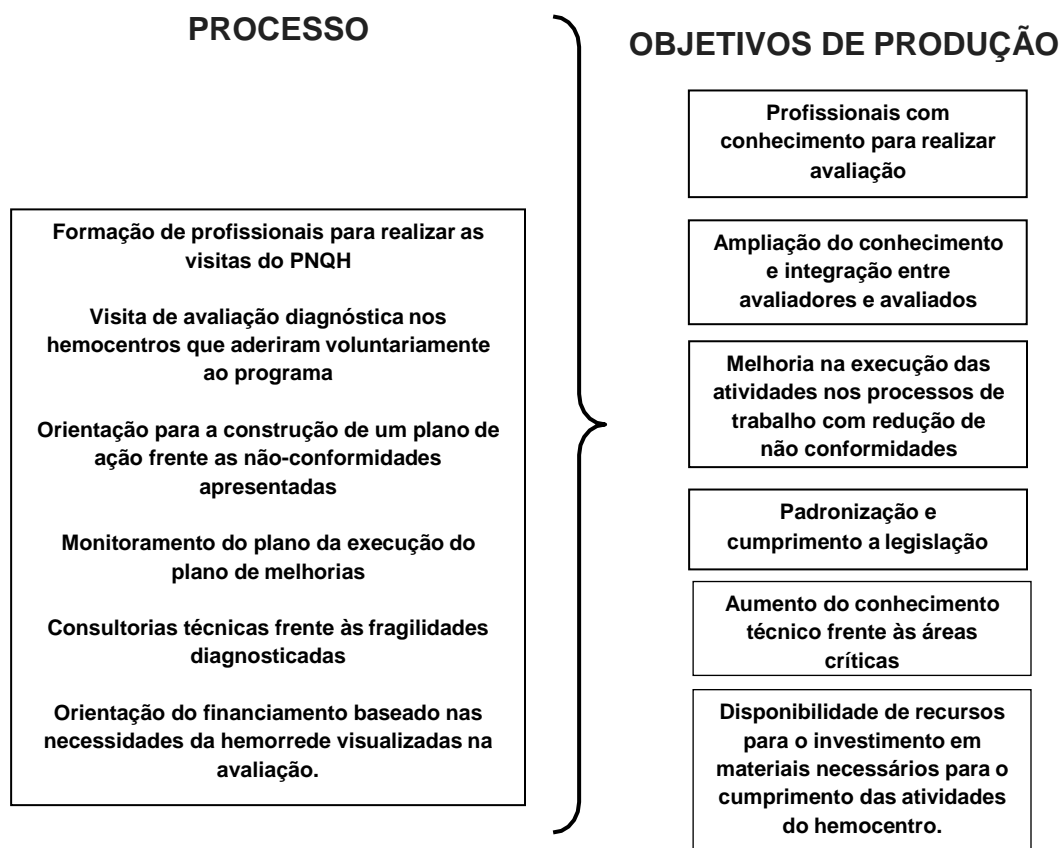 PROCESSO
Formação de profissionais para realizar as
visitas do PNQH
Visita de avaliação diagnóstica nos
hemocentros que aderiram voluntariamente
ao programa
Orientação para a construção de um plano de
ação frente as não-conformidades
apresentadas
Monitoramento do plano da execução do
plano de melhorias
Consultorias técnicas frente às fragilidades
diagnosticadas
Orientação do financiamento baseado nas
necessidades da hemorrede visualizadas na
avaliação.
OBJETIVOS DE PRODUÇÃO
Profissionais com
conhecimento para realizar
avaliação
Ampliação do conhecimento
e integração entre
avaliadores e avaliados
Melhoria na execução das
atividades nos processos de
trabalho com redução de
não conformidades
Padronização e
cumprimento a legislação
Aumento do conhecimento
técnico frente às áreas
críticas
Disponibilidade de recursos
para o investimento em
materiais necessários para o
cumprimento das atividades
do hemocentro.